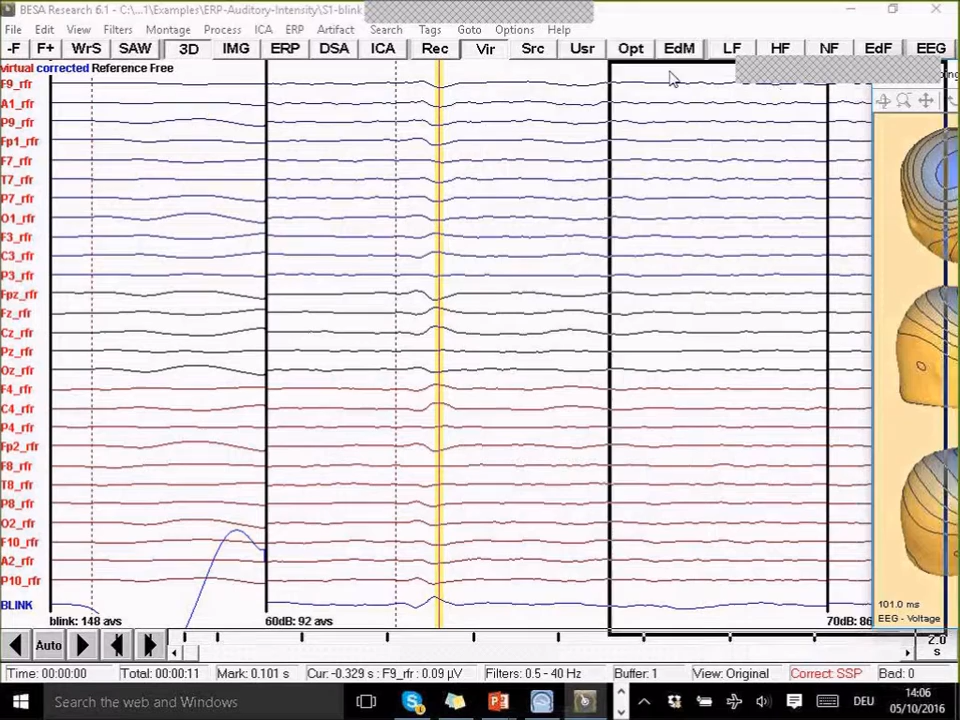 BESA Research 6.1 - C:\...1\Examples\ERP-Auditory-Intensity\S1-blink
File Edit View Filters Montage Process ICA ERP Artifact Search Tags Goto Options Help
-F F+ WrS SAW 3D IMG ERP DSA ICA Rec Vir Src Usr Opt EdM LF HF NF EdF EEG
virtual corrected Reference Free
F9_rfr
A1_rfr
P9_rfr
Fp1_rfr
F7_rfr
T7_rfr
P7_rfr
O1_rfr
F3_rfr
C3_rfr
P3_rfr
Fpz_rfr
Fz_rfr
Cz_rfr
Pz_rfr
Oz_rfr
F4_rfr
C4_rfr
P4_rfr
Fp2_rfr
F8_rfr
T8_rfr
P8_rfr
O2_rfr
F10_rfr
A2_rfr
P10_rfr
BLINK
101.0 ms
EEG - Voltage
blink: 148 avs 60dB: 92 avs 70dB: 86
Auto 2.0
s
Time: 00:00:00 Total: 00:00:11 Mark: 0.101 s Cur: -0.329 s: F9_rfr : 0.09 µV Filters: 0.5 - 40 Hz Buffer: 1 View: Original Correct: SSP Bad: 0
Search the web and Windows DEU 14:06
05/10/2016